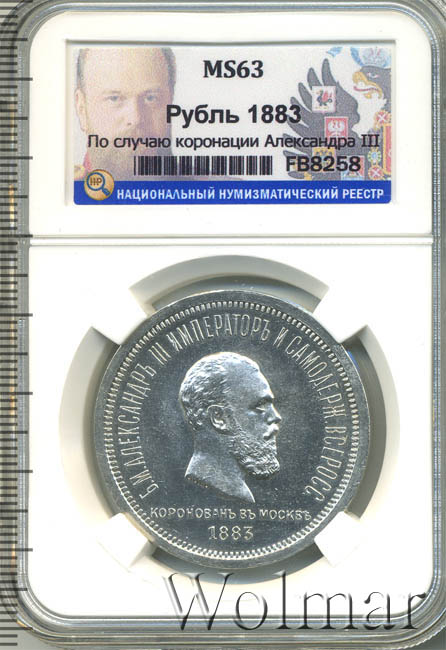 MS63
Рубль 1883
По случаю коронации Александра III
FB8258
ННР
НАЦИОНАЛЬНЫЙ НУМИЗМАТИЧЕСКИЙ РЕЕСТР
Б.М.АЛЕКСАНДРЪ III ИМПЕРАТОРЪ И САМОДЕРЖ. ВСЕРОСС.
КОРОНОВАНЪ ВЪ МОСКВѢ
1883
Wolmar